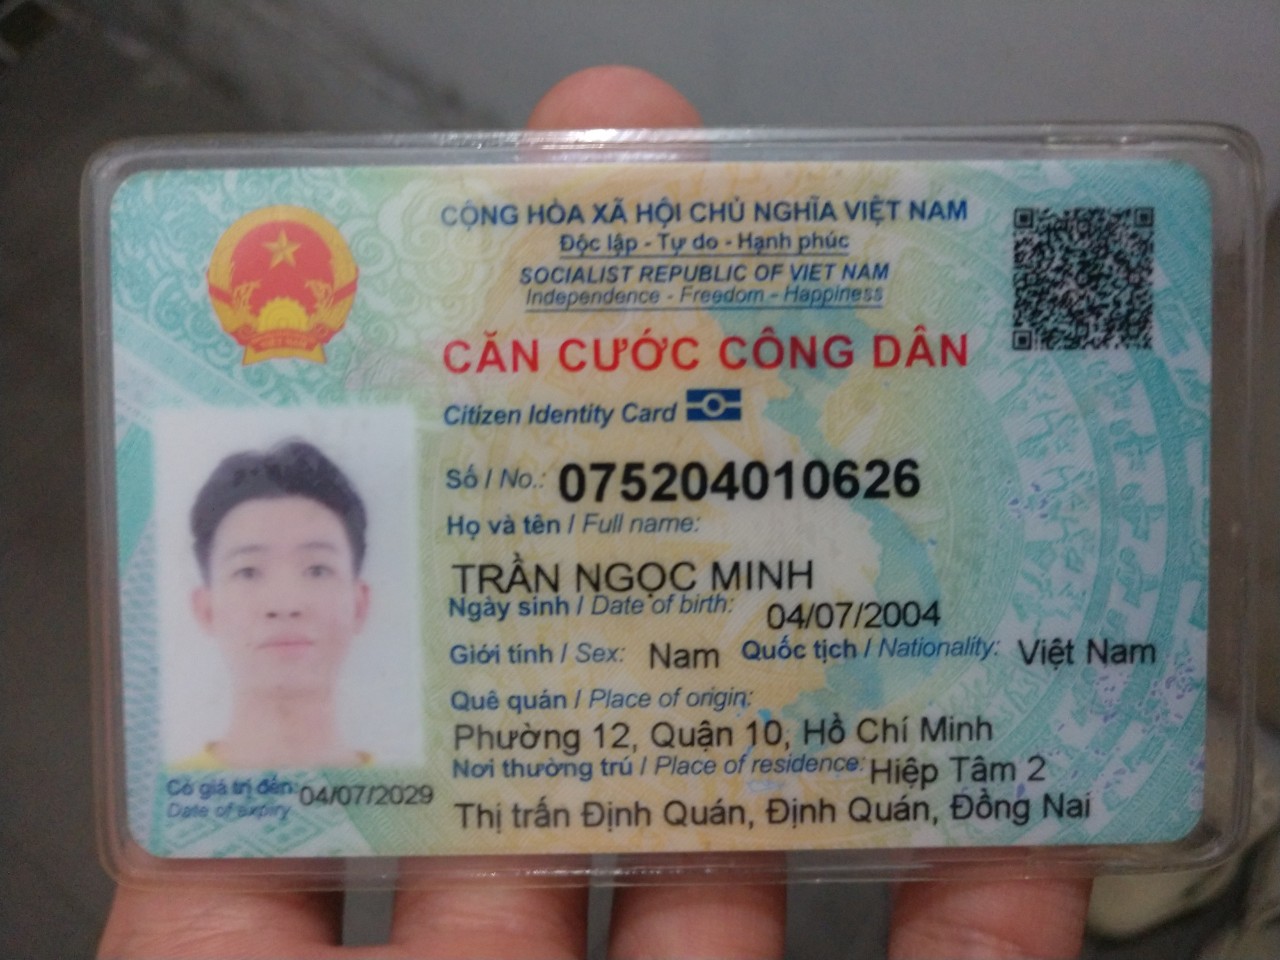 CỘNG HÒA XÃ HỘI CHỦ NGHĨA VIỆT NAM
Độc lập - Tự do - Hạnh phúc
SOCIALIST REPUBLIC OF VIET NAM
Independence - Freedom - Happiness
CĂN CƯỚC CÔNG DÂN
Citizen Identity Card
Số / No.: 075204010626
Họ và tên / Full name:
TRẦN NGỌC MINH
Ngày sinh / Date of birth: 04/07/2004
Giới tính / Sex: Nam Quốc tịch / Nationality: Việt Nam
Quê quán / Place of origin:
Phường 12, Quận 10, Hồ Chí Minh
Nơi thường trú / Place of residence: Hiệp Tâm 2
Thị trấn Định Quán, Định Quán, Đồng Nai
Có giá trị đến: 04/07/2029
Date of expiry